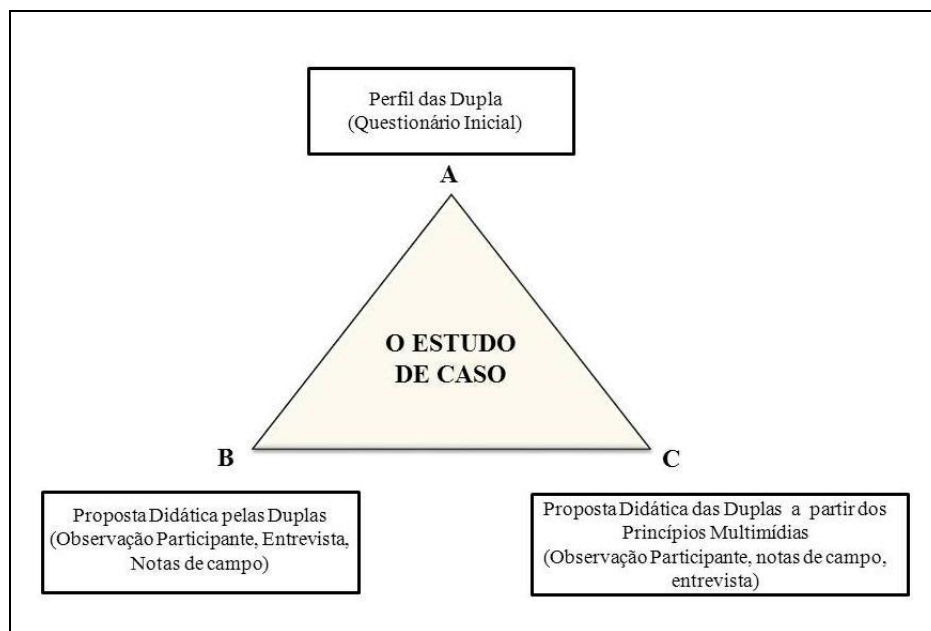 Perfil das Dupla
(Questionário Inicial)
A
O ESTUDO
DE CASO
B
C
Proposta Didática pelas Duplas
(Observação Participante, Entrevista,
Notas de campo)
Proposta Didática das Duplas a partir dos
Princípios Multimídias
(Observação Participante, notas de campo,
entrevista)